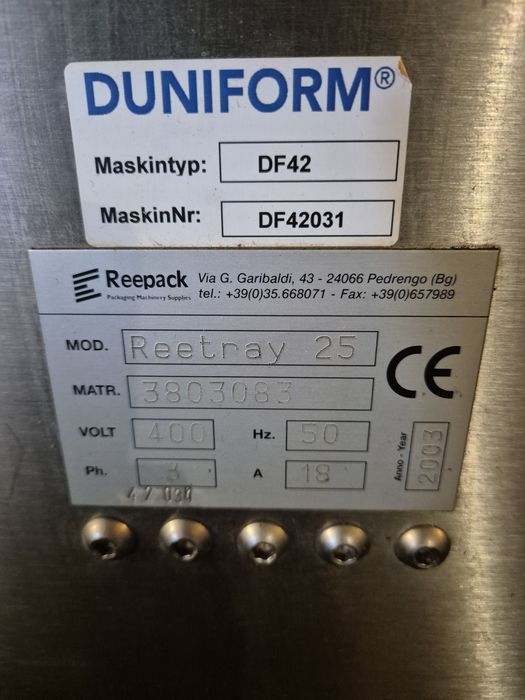 DUNIFORM®
Maskintyp: DF42
MaskinNr: DF42031
Reepack
Packaging Machinery Supplies
Via G. Garibaldi, 43 - 24066 Pedrengo (Bg)
tel.: +39(0)35.668071 - Fax: +39(0)657989
MOD. Reetray 25
CE
MATR. 3803083
VOLT 400 Hz. 50
Ph. 3 A 18
Anno - Year 2003